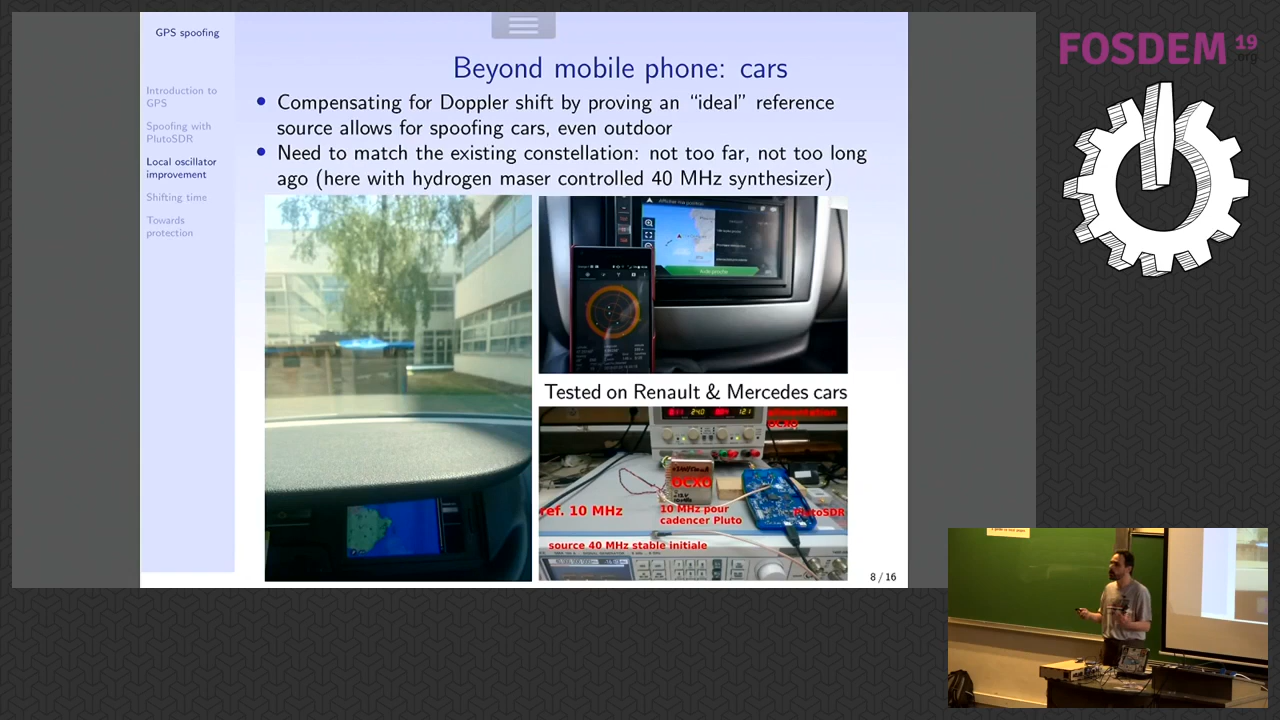 GPS spoofing
Introduction to
GPS
Spoofing with
PlutoSDR
Local oscillator
improvement
Shifting time
Towards
protection
Beyond mobile phone: cars
• Compensating for Doppler shift by proving an “ideal” reference
source allows for spoofing cars, even outdoor
• Need to match the existing constellation: not too far, not too long
ago (here with hydrogen maser controlled 40 MHz synthesizer)
Tested on Renault & Mercedes cars
alimentation
OCXO
OCXO
ref. 10 MHz
10 MHz pour
cadencer Pluto
PlutoSDR
source 40 MHz stable initiale
8 / 16
FOSDEM 19
.org